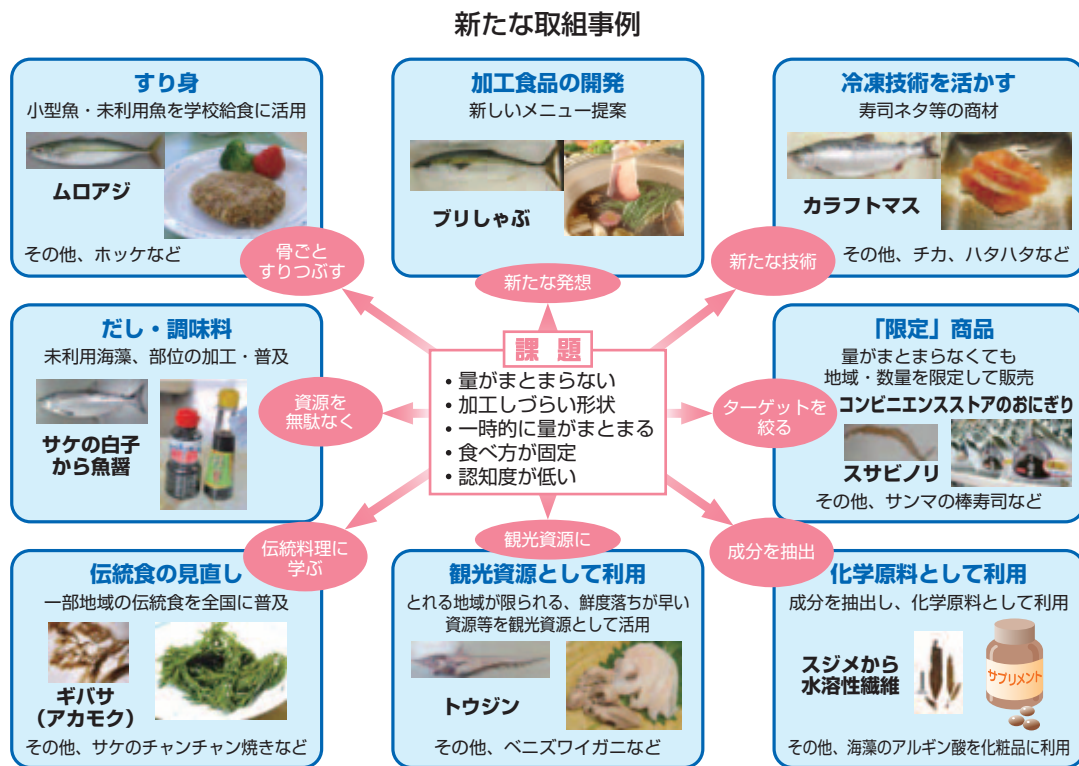 新たな取組事例
すり身
小型魚・未利用魚を学校給食に活用
ムロアジ
その他、ホッケなど
骨ごと
すりつぶす
加工食品の開発
新しいメニュー提案
ブリしゃぶ
新たな発想
冷凍技術を活かす
寿司ネタ等の商材
カラフトマス
その他、チカ、ハタハタなど
新たな技術
だし・調味料
未利用海藻、部位の加工・普及
サケの白子
から魚醤
資源を
無駄なく
課題
・量がまとまらない
・加工しづらい形状
・一時的に量がまとまる
・食べ方が固定
・認知度が低い
ターゲットを
絞る
「限定」商品
量がまとまらなくても
地域・数量を限定して販売
コンビニエンスストアのおにぎり
スサビノリ
その他、サンマの棒寿司など
伝統料理に
学ぶ
伝統食の見直し
一部地域の伝統食を全国に普及
ギバサ
（アカモク）
その他、サケのチャンチャン焼きなど
観光資源に
観光資源として利用
とれる地域が限られる、鮮度落ちが早い
資源等を観光資源として活用
トウジン
その他、ベニズワイガニなど
成分を抽出
化学原料として利用
成分を抽出し、化学原料として利用
スジメから
水溶性繊維
サプリメント
その他、海藻のアルギン酸を化粧品に利用